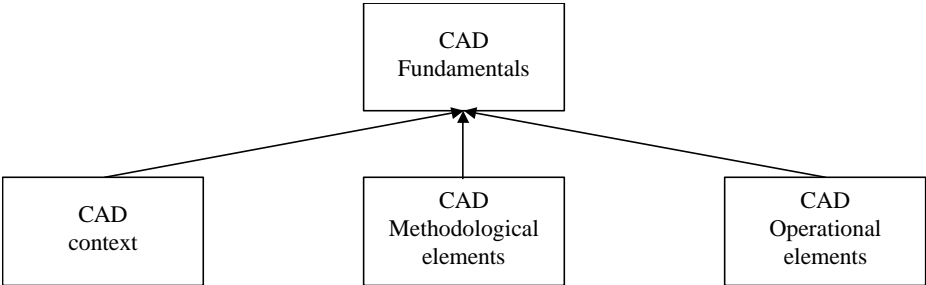 CAD
Fundamentals
CAD
context
CAD
Methodological
elements
CAD
Operational
elements